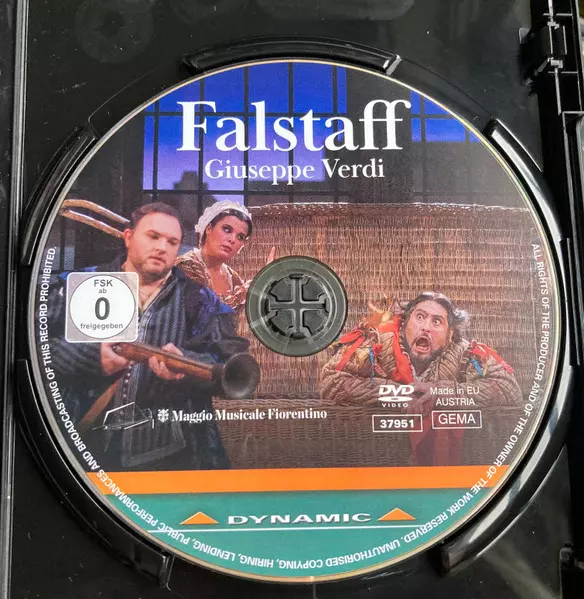 Falstaff
Giuseppe Verdi
FSK
ab
0
freigegeben
Maggio Musicale Fiorentino
DVD
VIDEO
Made in EU
AUSTRIA
37951
GEMA
DYNAMIC
ALL RIGHTS OF THE PRODUCER AND OF THE OWNER OF THE WORK RESERVED. UNAUTHORISED COPYING, HIRING, LENDING, PUBLIC PERFORMANCES AND BROADCASTING OF THIS RECORD PROHIBITED.